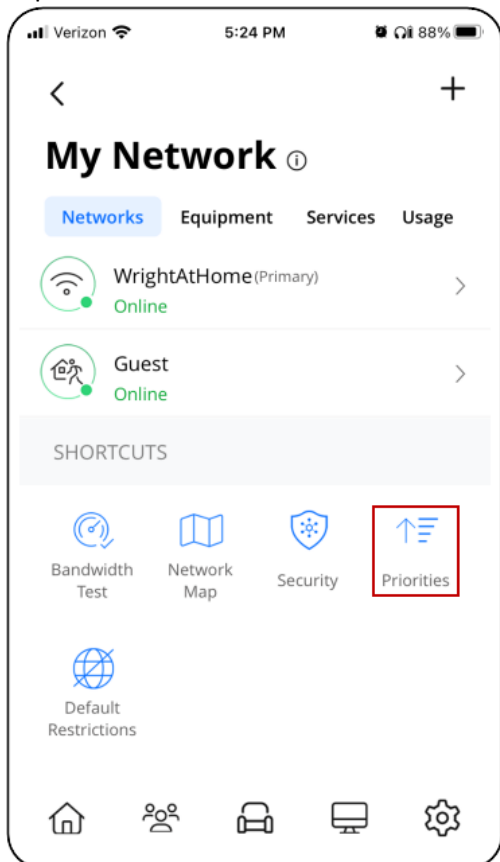 Verizon 5:24 PM 88%
My Network
Networks Equipment Services Usage
WrightAtHome (Primary)
Online
Guest
Online
SHORTCUTS
Bandwidth Test
Network Map
Security
Priorities
Default Restrictions